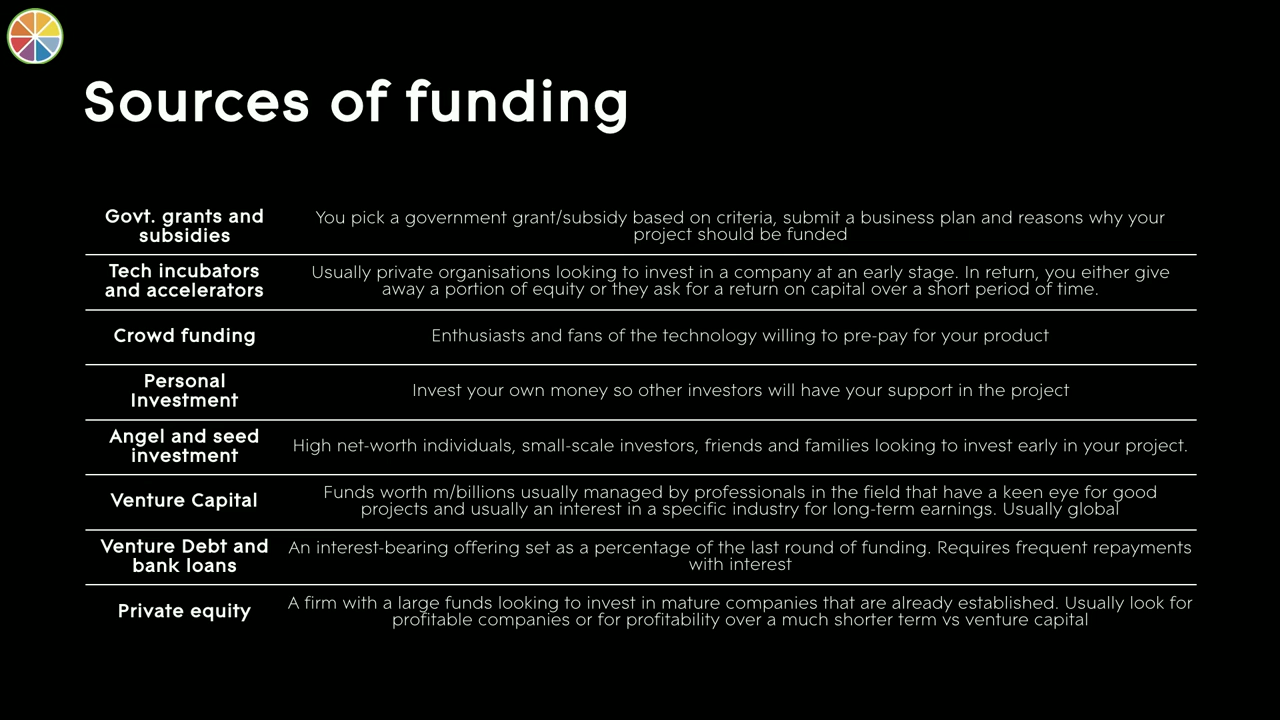 Sources of funding
Govt. grants and
subsidies
You pick a government grant/subsidy based on criteria, submit a business plan and reasons why your
project should be funded
Tech incubators
and accelerators
Usually private organisations looking to invest in a company at an early stage. In return, you either give
away a portion of equity or they ask for a return on capital over a short period of time.
Crowd funding
Enthusiasts and fans of the technology willing to pre-pay for your product
Personal
Investment
Invest your own money so other investors will have your support in the project
Angel and seed
investment
High net-worth individuals, small-scale investors, friends and families looking to invest early in your project.
Venture Capital
Funds worth m/billions usually managed by professionals in the field that have a keen eye for good
projects and usually an interest in a specific industry for long-term earnings. Usually global
Venture Debt and
bank loans
An interest-bearing offering set as a percentage of the last round of funding. Requires frequent repayments
with interest
Private equity
A firm with a large funds looking to invest in mature companies that are already established. Usually look for
profitable companies or for profitability over a much shorter term vs venture capital